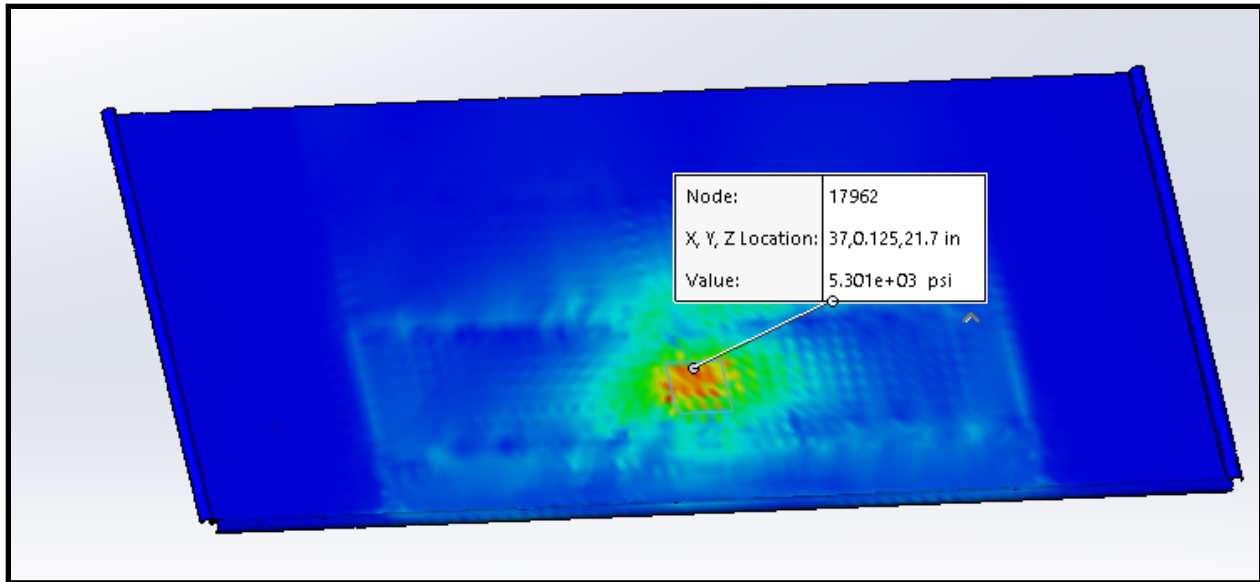 Node: 17962
X, Y, Z Location: 37,0.125,21.7 in
Value: 5.301e+03 psi